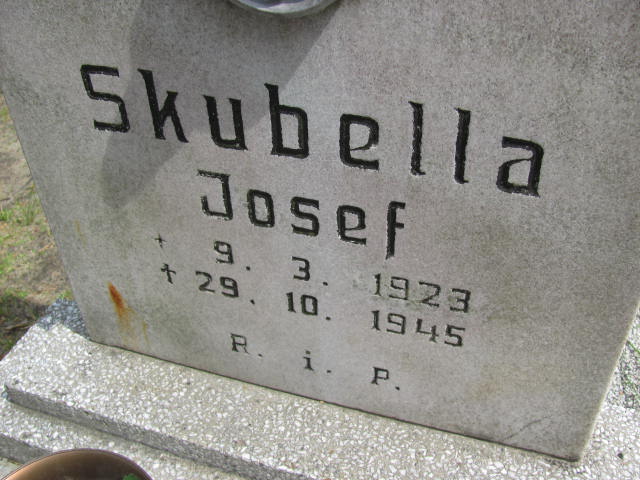 Skubella
Josef
* 9. 3. 1923
† 29. 10. 1945
R. i. P.